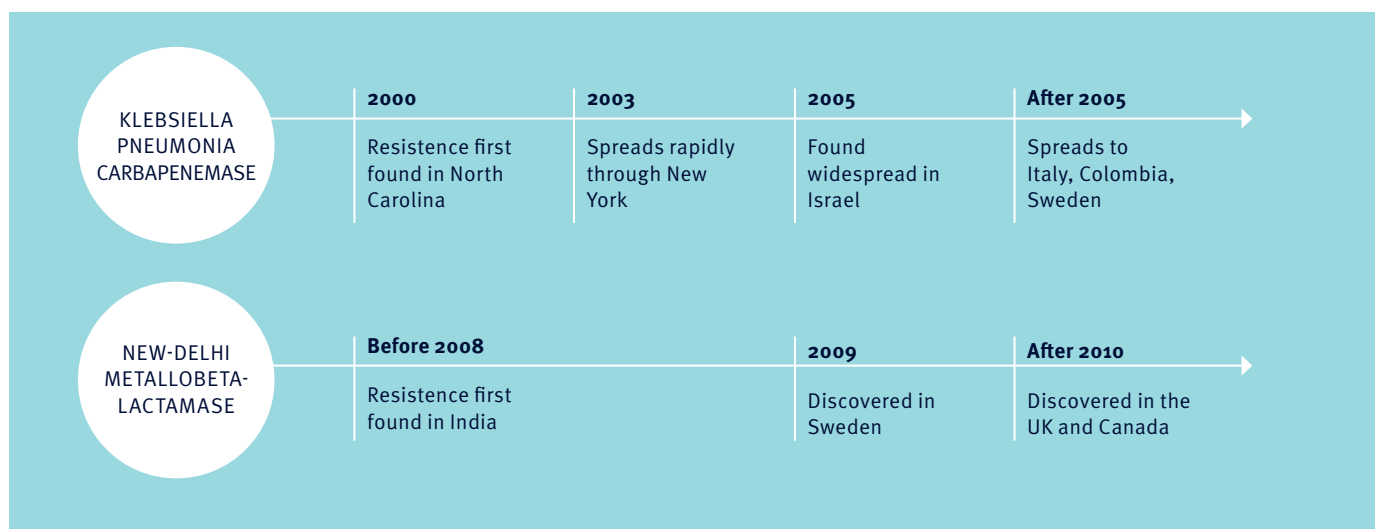 KLEBSIELLA
PNEUMONIA
CARBAPENEMASE
2000
Resistence first
found in North
Carolina
2003
Spreads rapidly
through New
York
2005
Found
widespread in
Israel
After 2005
Spreads to
Italy, Colombia,
Sweden
NEW-DELHI
METALLOBETA-
LACTAMASE
Before 2008
Resistence first
found in India
2009
Discovered in
Sweden
After 2010
Discovered in the
UK and Canada